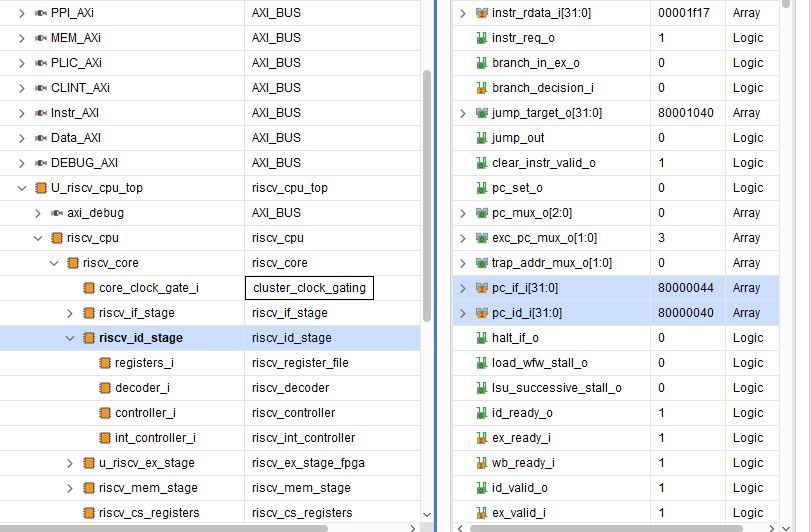 PPI_AXi AXI_BUS
MEM_AXi AXI_BUS
PLIC_AXi AXI_BUS
CLINT_AXi AXI_BUS
Instr_AXI AXI_BUS
Data_AXI AXI_BUS
DEBUG_AXI AXI_BUS
U_riscv_cpu_top riscv_cpu_top
axi_debug AXI_BUS
riscv_cpu riscv_cpu
riscv_core riscv_core
core_clock_gate_i cluster_clock_gating
riscv_if_stage riscv_if_stage
riscv_id_stage riscv_id_stage
registers_i riscv_register_file
decoder_i riscv_decoder
controller_i riscv_controller
int_controller_i riscv_int_controller
u_riscv_ex_stage riscv_ex_stage_fpga
riscv_mem_stage riscv_mem_stage
riscv_cs_registers riscv_cs_registers
instr_rdata_i[31:0] 00001f17 Array
instr_req_o 1 Logic
branch_in_ex_o 0 Logic
branch_decision_i 0 Logic
jump_target_o[31:0] 80001040 Array
jump_out 0 Logic
clear_instr_valid_o 1 Logic
pc_set_o 0 Logic
pc_mux_o[2:0] 0 Array
exc_pc_mux_o[1:0] 3 Array
trap_addr_mux_o[1:0] 0 Array
pc_if_i[31:0] 80000044 Array
pc_id_i[31:0] 80000040 Array
halt_if_o 0 Logic
load_wfw_stall_o 0 Logic
lsu_successive_stall_o 0 Logic
id_ready_o 1 Logic
ex_ready_i 1 Logic
wb_ready_i 1 Logic
id_valid_o 1 Logic
ex_valid_i 1 Logic